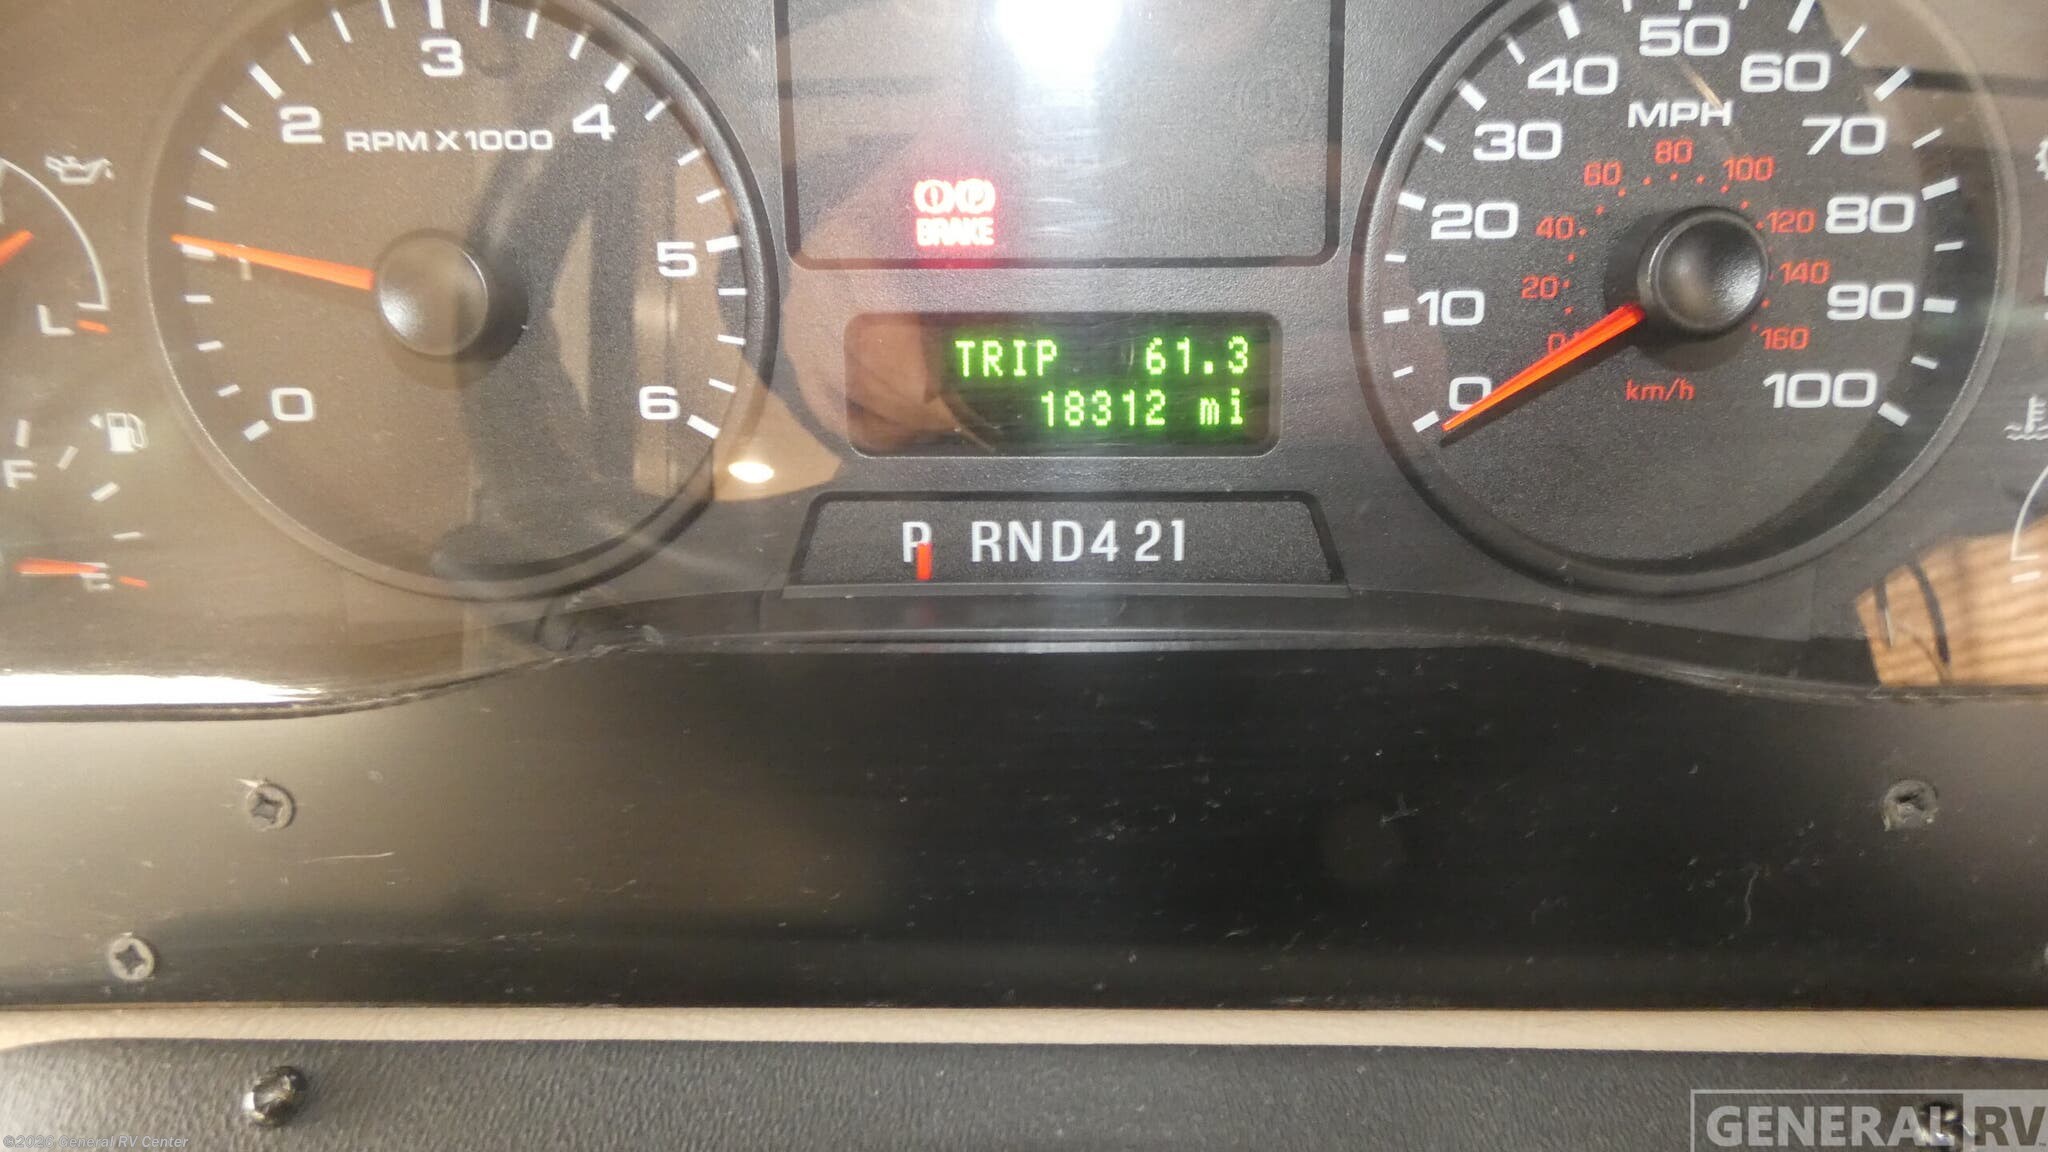 3
2
4
RPM X 1000
1
5
0
6
L
F
E
BRAKE
TRIP 61.3
18312 mi
P RND421
50
40 60
30 MPH 70
20 80
10 90
0 100
60 80 100
40 120
20 140
0 160
km/h
General RV Center
GENERAL RV